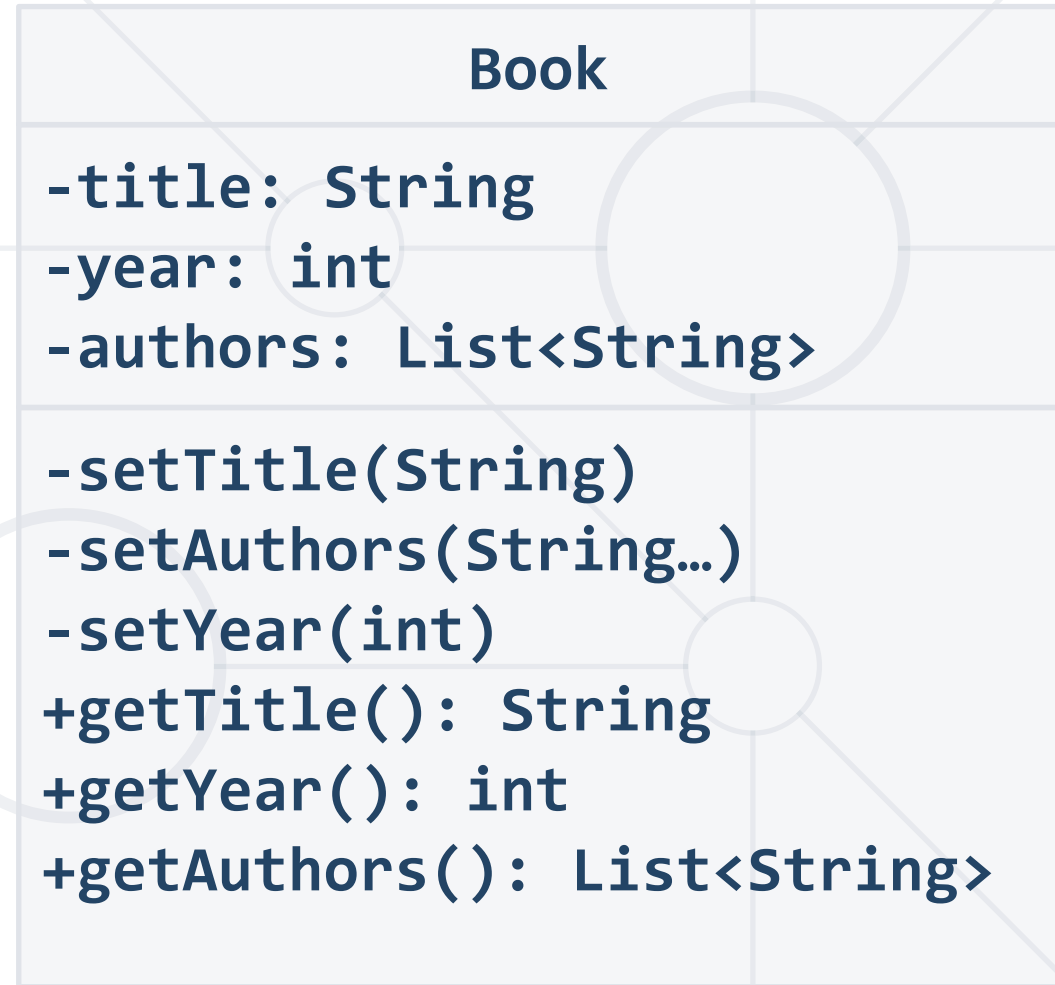 Book
-title: String
-year: int
-authors: List<String>
-setTitle(String)
-setAuthors(String…)
-setYear(int)
+getTitle(): String
+getYear(): int
+getAuthors(): List<String>